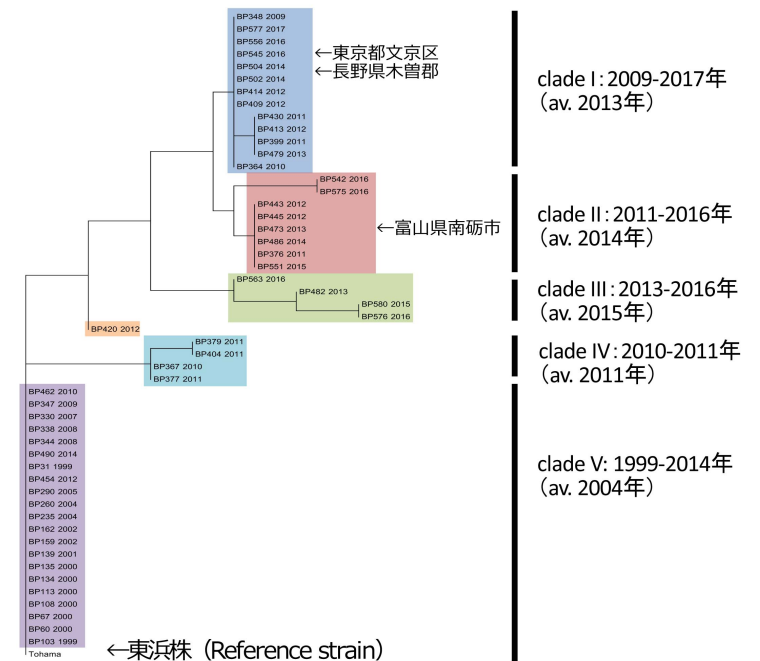 BP348 2009
BP577 2017
BP556 2016
BP545 2016
←東京都文京区
BP504 2014
←長野県木曽郡
BP502 2014
BP414 2012
BP409 2012
BP430 2011
BP413 2012
BP399 2011
BP479 2013
BP364 2010
clade I：2009-2017年
（av. 2013年）
BP542 2016
BP575 2016
BP443 2012
BP445 2012
BP473 2013
←富山県南砺市
BP486 2014
BP376 2011
BP551 2015
clade II：2011-2016年
（av. 2014年）
BP563 2016
BP482 2013
BP580 2015
BP576 2016
clade III：2013-2016年
（av. 2015年）
BP420 2012
BP379 2011
BP404 2011
BP367 2010
BP377 2011
clade IV：2010-2011年
（av. 2011年）
BP462 2010
BP347 2009
BP330 2007
BP338 2008
BP344 2008
BP490 2014
BP31 1999
BP454 2012
BP290 2005
BP260 2004
BP235 2004
BP162 2002
BP159 2002
BP139 2001
BP135 2000
BP134 2000
BP113 2000
BP108 2000
BP67 2000
BP60 2000
BP103 1999
Tohama
←東浜株（Reference strain）
clade V: 1999-2014年
（av. 2004年）